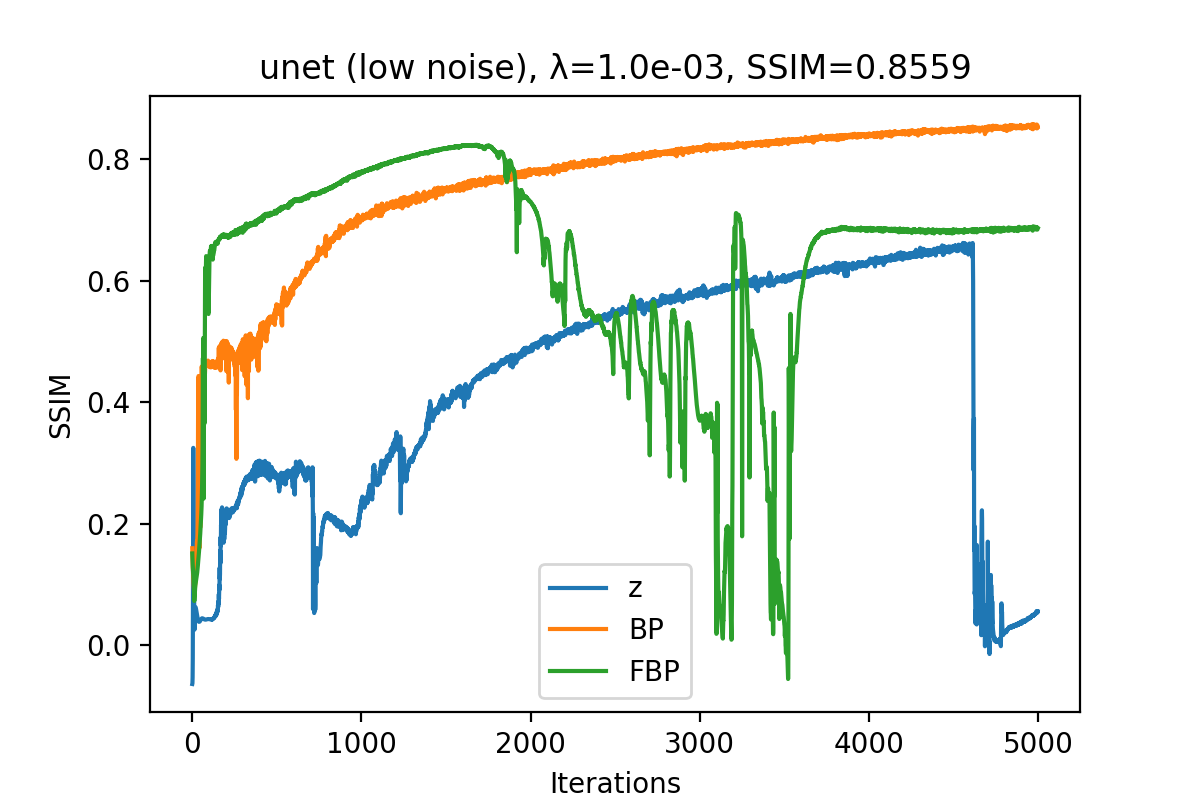 unet (low noise), λ=1.0e-03, SSIM=0.8559
SSIM
0.8
0.6
0.4
0.2
0.0
z
BP
FBP
0 1000 2000 3000 4000 5000
Iterations